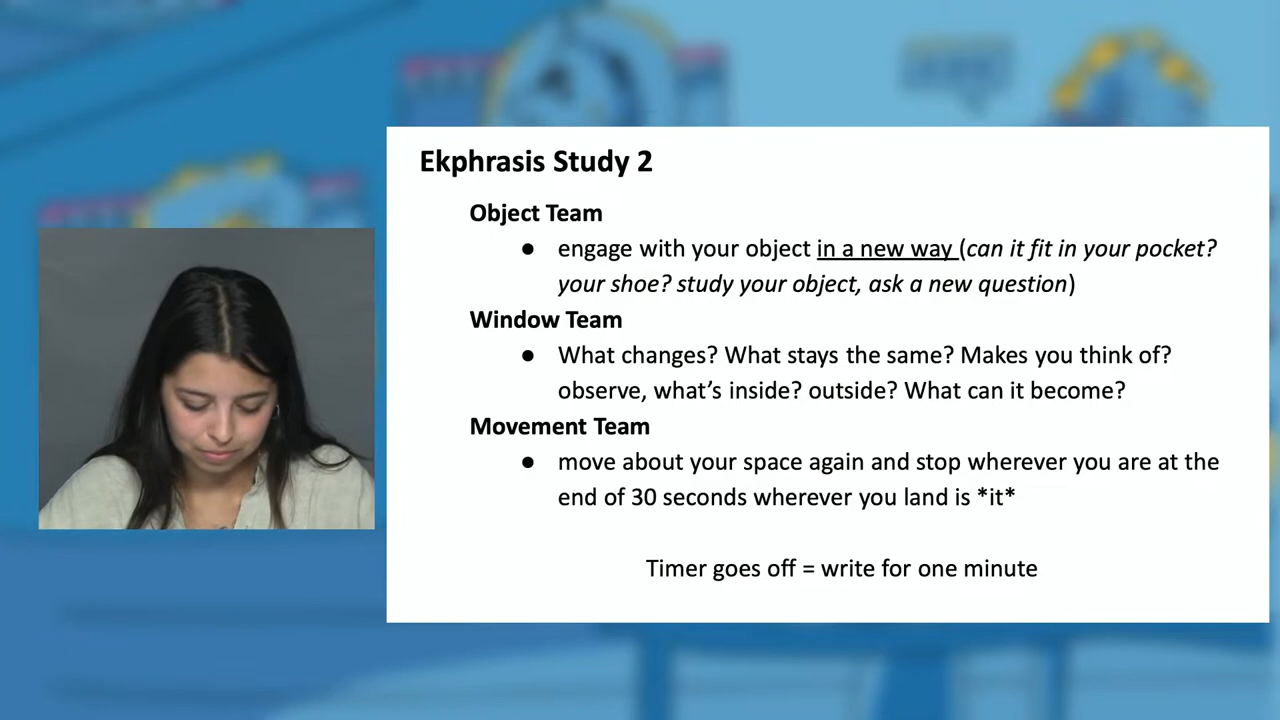 Ekphrasis Study 2
Object Team
● engage with your object in a new way (can it fit in your pocket?
your shoe? study your object, ask a new question)
Window Team
● What changes? What stays the same? Makes you think of?
observe, what’s inside? outside? What can it become?
Movement Team
● move about your space again and stop wherever you are at the
end of 30 seconds wherever you land is *it*
Timer goes off = write for one minute